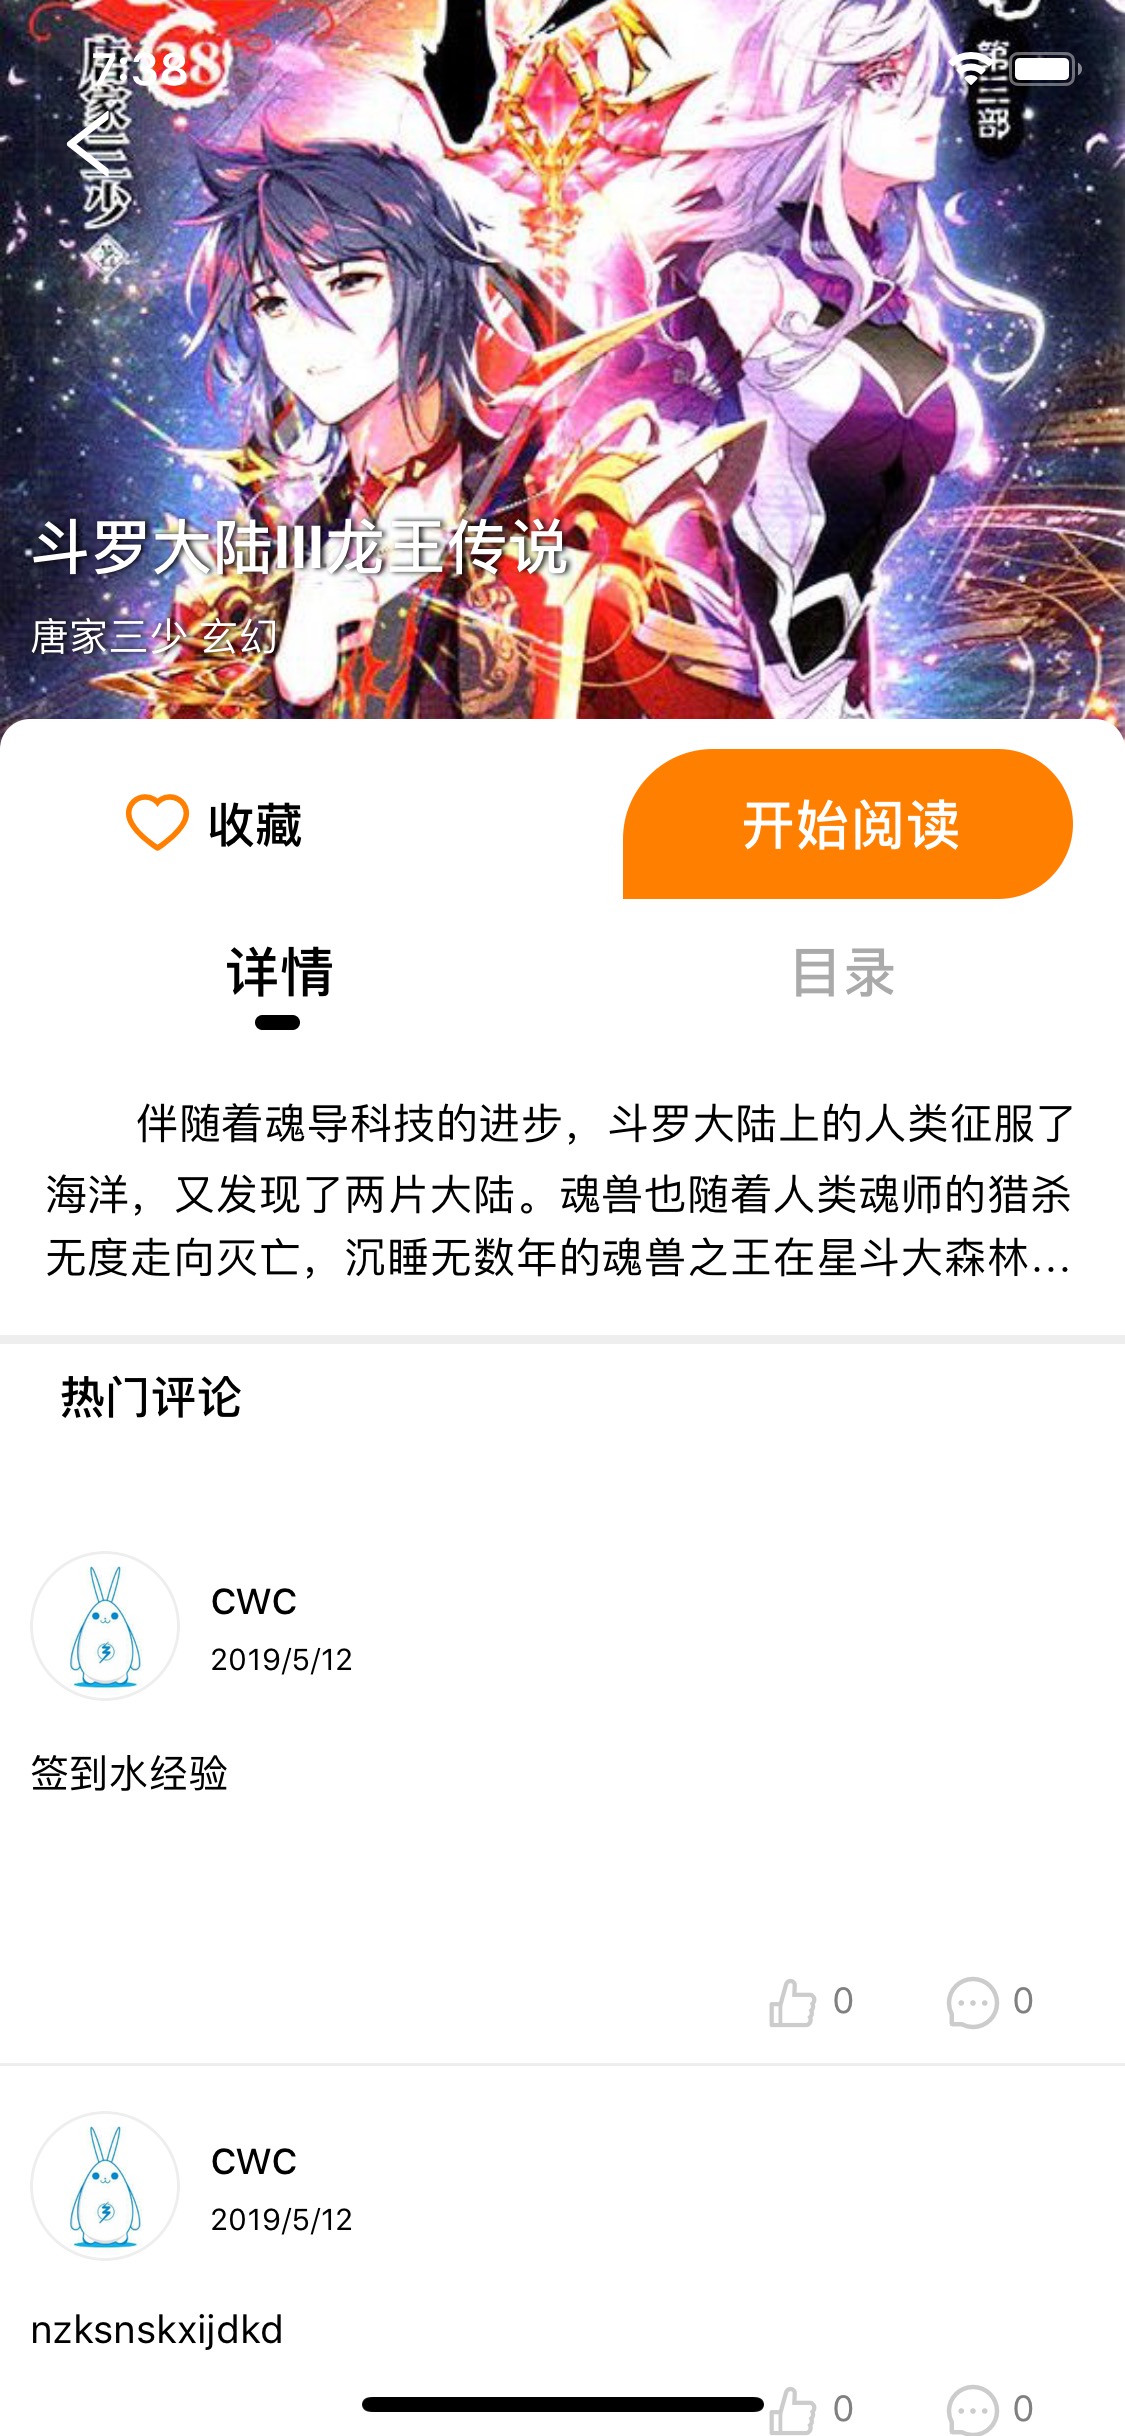 7:38
28
唐家三少
第三部
斗罗大陆III龙王传说
唐家三少 玄幻
收藏
开始阅读
详情
目录
伴随着魂导科技的进步，斗罗大陆上的人类征服了
海洋，又发现了两片大陆。魂兽也随着人类魂师的猎杀
无度走向灭亡，沉睡无数年的魂兽之王在星斗大森林...
热门评论
cwc
2019/5/12
签到水经验
0
0
cwc
2019/5/12
nzksnskxijdkd
0
0